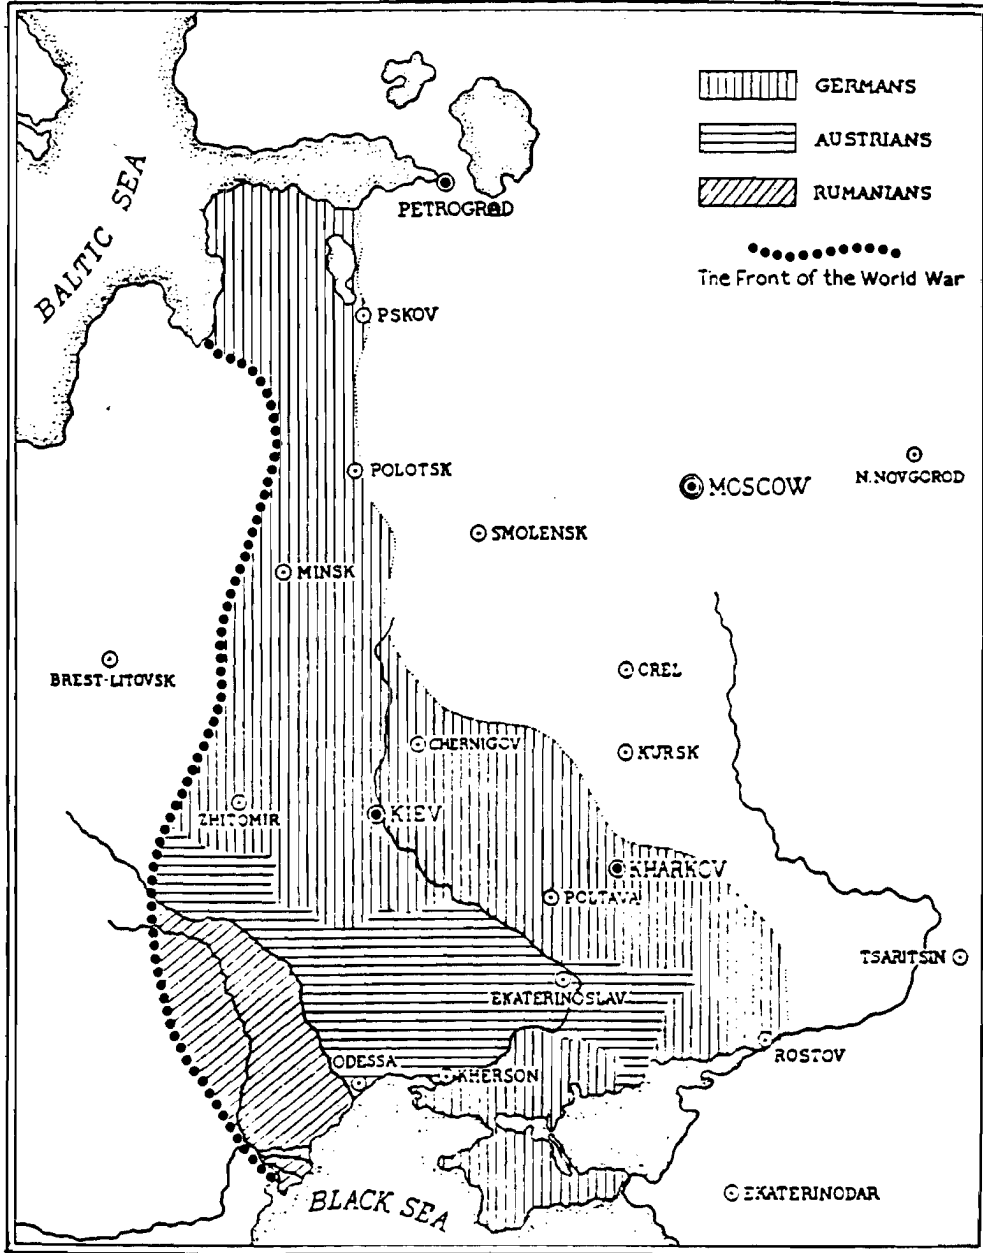 GERMANS
AUSTRIANS
RUMANIANS
The Front of the World War
BALTIC SEA
PETROGRAD
PSKOV
POLOTSK
MOSCOW
N.NOVGOROD
SMOLENSK
MINSK
BREST-LITOVSK
CREL
CHERNIGOV
KURSK
ZHITOMIR
KIEV
KHARKOV
POLTAVA
TSARITSIN
EKATERINOSLAV
ODESSA
KHERSON
ROSTOV
BLACK SEA
EKATERINODAR